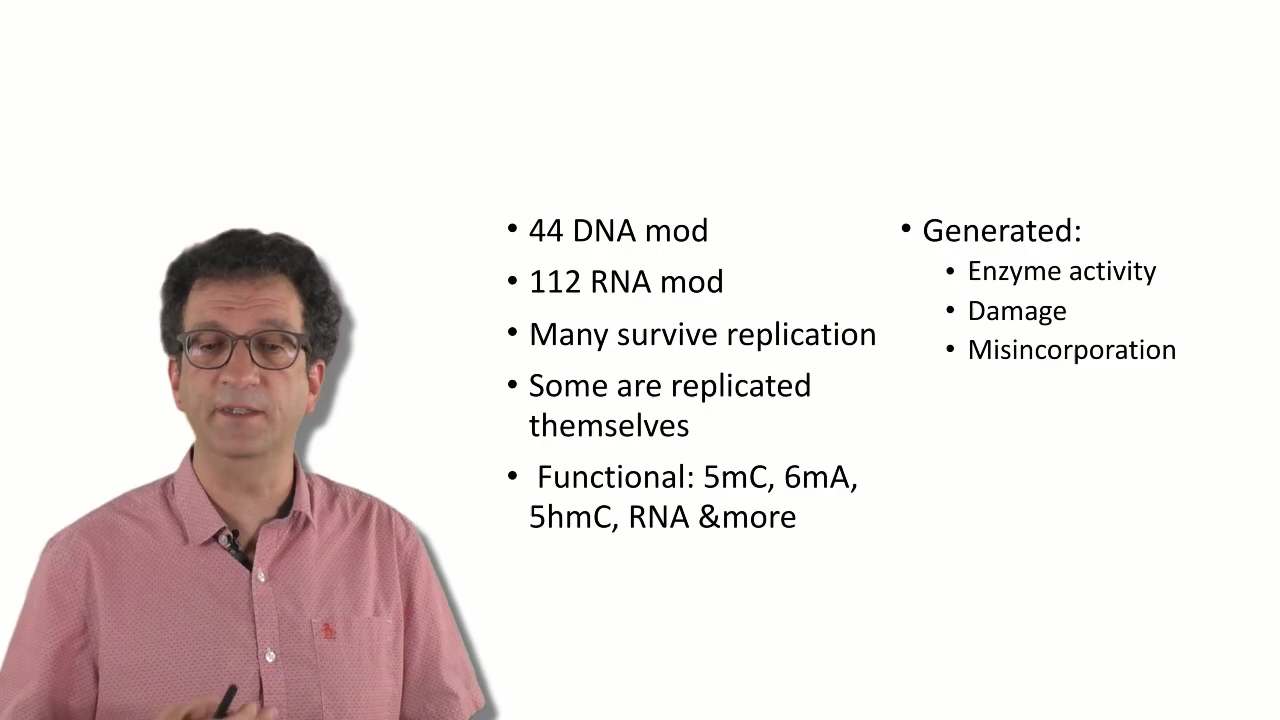 • 44 DNA mod
• 112 RNA mod
• Many survive replication
• Some are replicated
themselves
• Functional: 5mC, 6mA,
5hmC, RNA &more
• Generated:
• Enzyme activity
• Damage
• Misincorporation